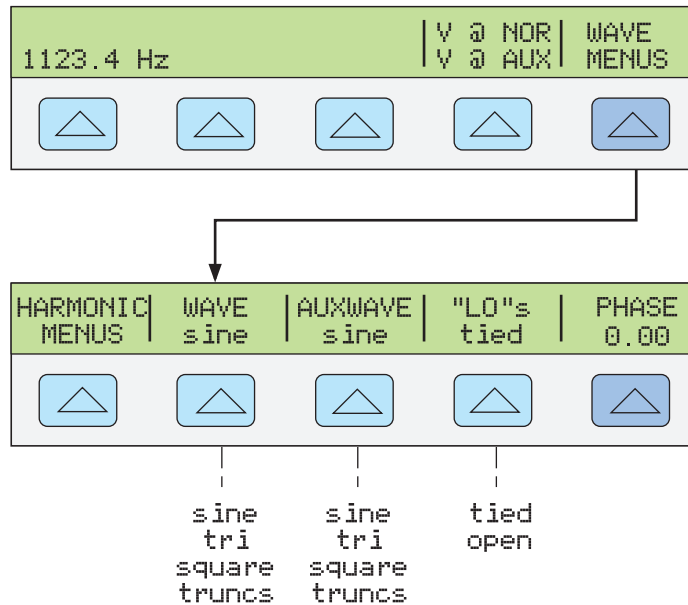 V @ NOR WAVE
1123.4 Hz V @ AUX MENUS
HARMONIC WAVE AUXWAVE "LO"s PHASE
MENUS sine sine tied 0.00
sine sine tied
tri tri open
square square
truncs truncs